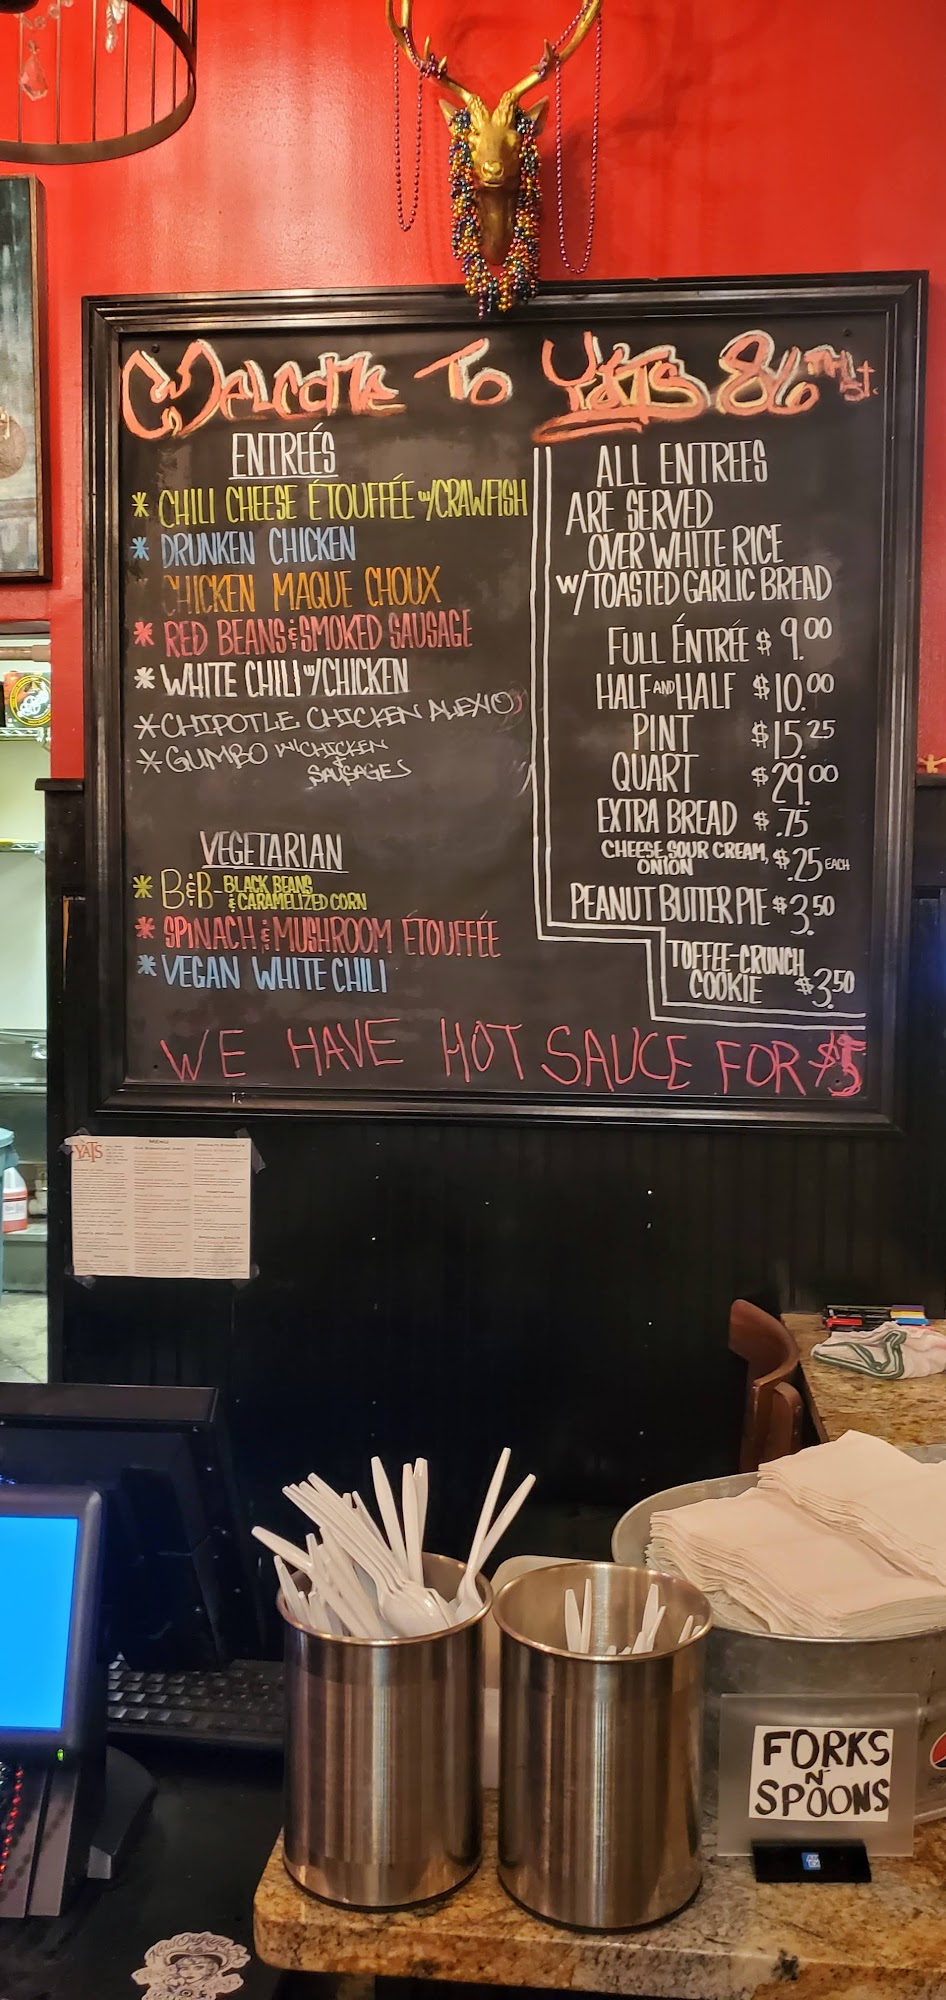 Welcome To Yats 86TH St.
ENTREÉS
* CHILI CHEESE ÉTOUFFÉE w/CRAWFISH
* DRUNKEN CHICKEN
CHICKEN MAQUE CHOUX
* RED BEANS & SMOKED SAUSAGE
* WHITE CHILI w/CHICKEN
* CHIPOTLE CHICKEN ALEXIO
* GUMBO W/ CHICKEN
+ SAUSAGES
VEGETARIAN
* B&B - BLACK BEANS
& CARAMELIZED CORN
* SPINACH & MUSHROOM ÉTOUFFÉE
* VEGAN WHITE CHILI
ALL ENTREES
ARE SERVED
OVER WHITE RICE
W/TOASTED GARLIC BREAD
FULL ÉNTRÉE $ 9.00
HALF AND HALF $10.00
PINT $15.25
QUART $29.00
EXTRA BREAD $ .75
CHEESE, SOUR CREAM,
ONION $.25 EACH
PEANUT BUTTER PIE $3.50
TOFFEE-CRUNCH
COOKIE $3.50
WE HAVE HOT SAUCE FOR $5
YATS
MENU
FORKS
N'
SPOONS